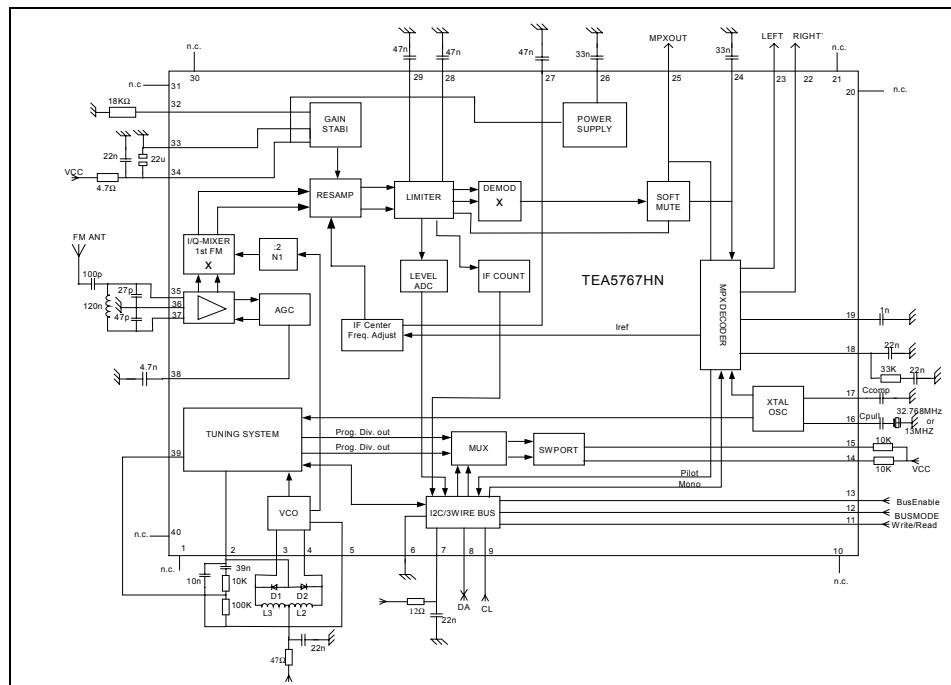 n.c.
30
47n
47n
47n
33n
MPXOUT
33n
LEFT
RIGHT
n.c.
21
29
28
27
26
25
24
23
22
n.c
31
20
n.c.
18KΩ
32
GAIN
STABI
POWER
SUPPLY
33
22n
22u
VCC
34
4.7Ω
RESAMP
LIMITER
DEMOD
X
SOFT
MUTE
FM ANT
I/Q-MIXER
1st FM
X
:2
N1
LEVEL
ADC
IF COUNT
TEA5767HN
MPX DECODER
100p
27p
35
120n
36
47p
37
AGC
IF Center
Freq. Adjust
Iref
1n
19
22n
18
33K
22n
4.7n
38
Ccomp
17
XTAL
OSC
Cpull
16
32.768MHz
or
13MHZ
TUNING SYSTEM
Prog. Div. out
Prog. Div. out
MUX
SWPORT
15
10K
14
10K
VCC
39
Pilot
Mono
VCO
I2C/3WIRE BUS
13
BusEnable
12
BUSMODE
11
Write/Read
n.c.
40
1
2
3
4
5
6
7
8
9
10
n.c.
n.c.
39n
10n
10K
D1
D2
100K
L3
L2
12Ω
22n
DA
CL
22n
47Ω